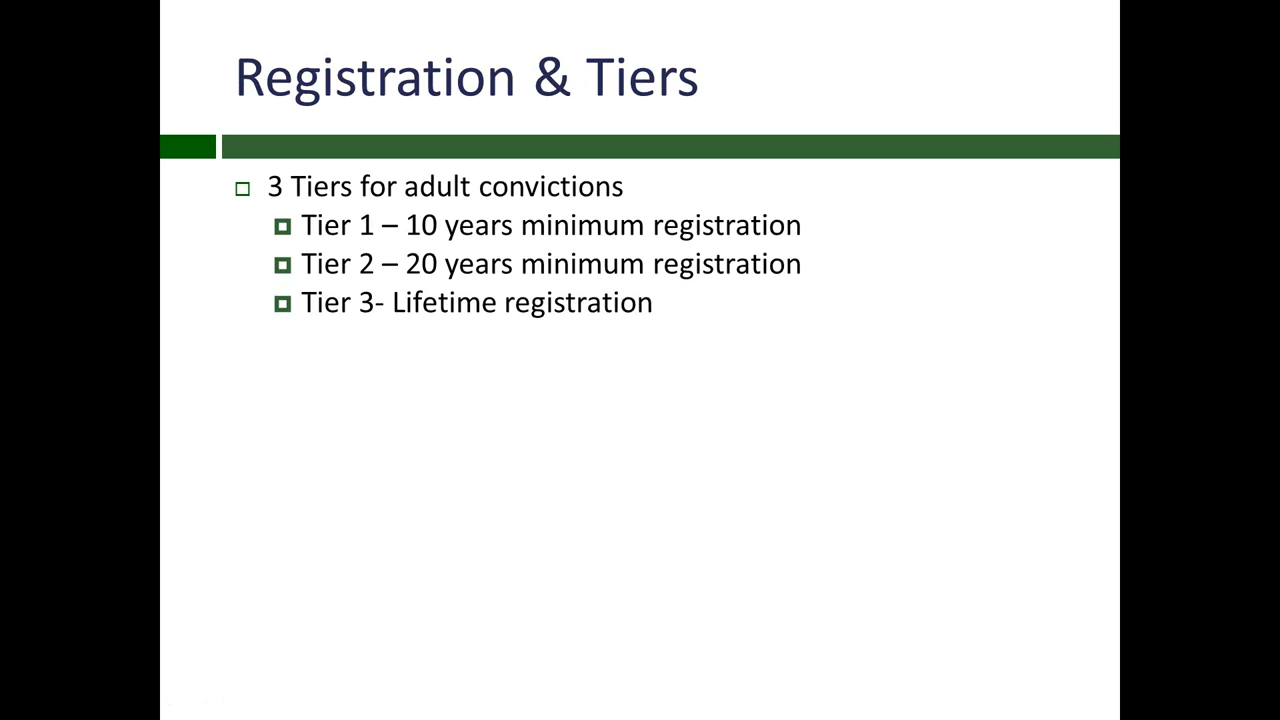 Registration & Tiers
3 Tiers for adult convictions
Tier 1 – 10 years minimum registration
Tier 2 – 20 years minimum registration
Tier 3- Lifetime registration